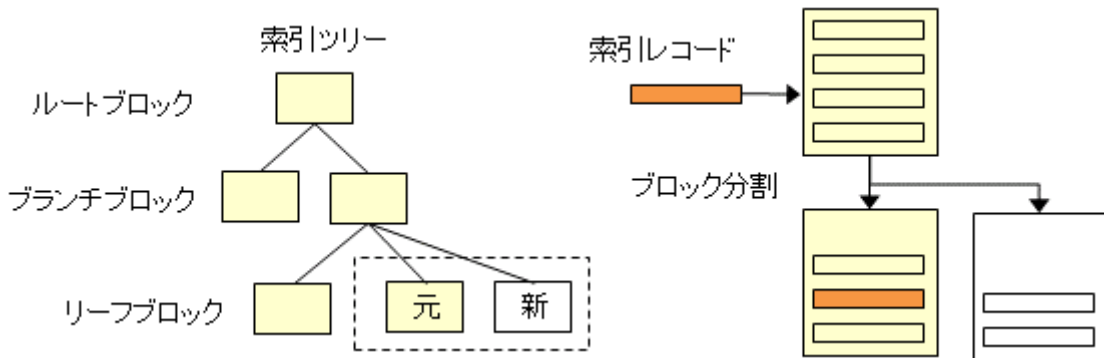 索引ツリー
ルートブロック
ブランチブロック
リーフブロック
元
新
索引レコード
ブロック分割